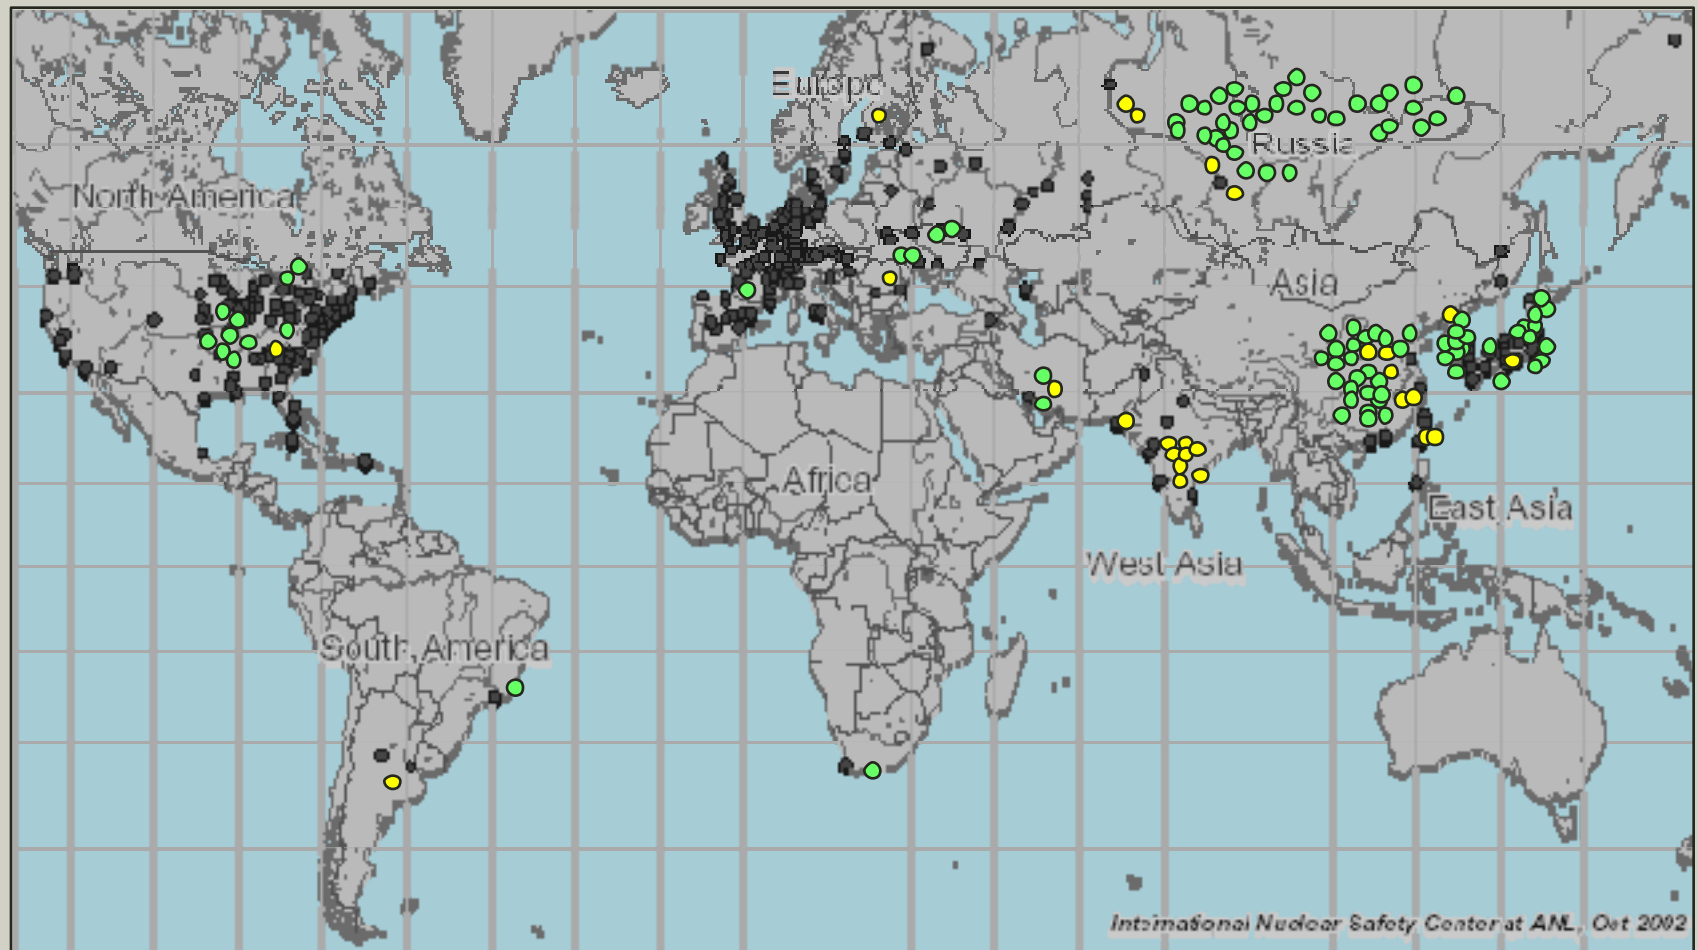 Europe
Russia
North America
Asia
Africa
East Asia
West Asia
South America
International Nuclear Safety Center at ANL, Oct 2002